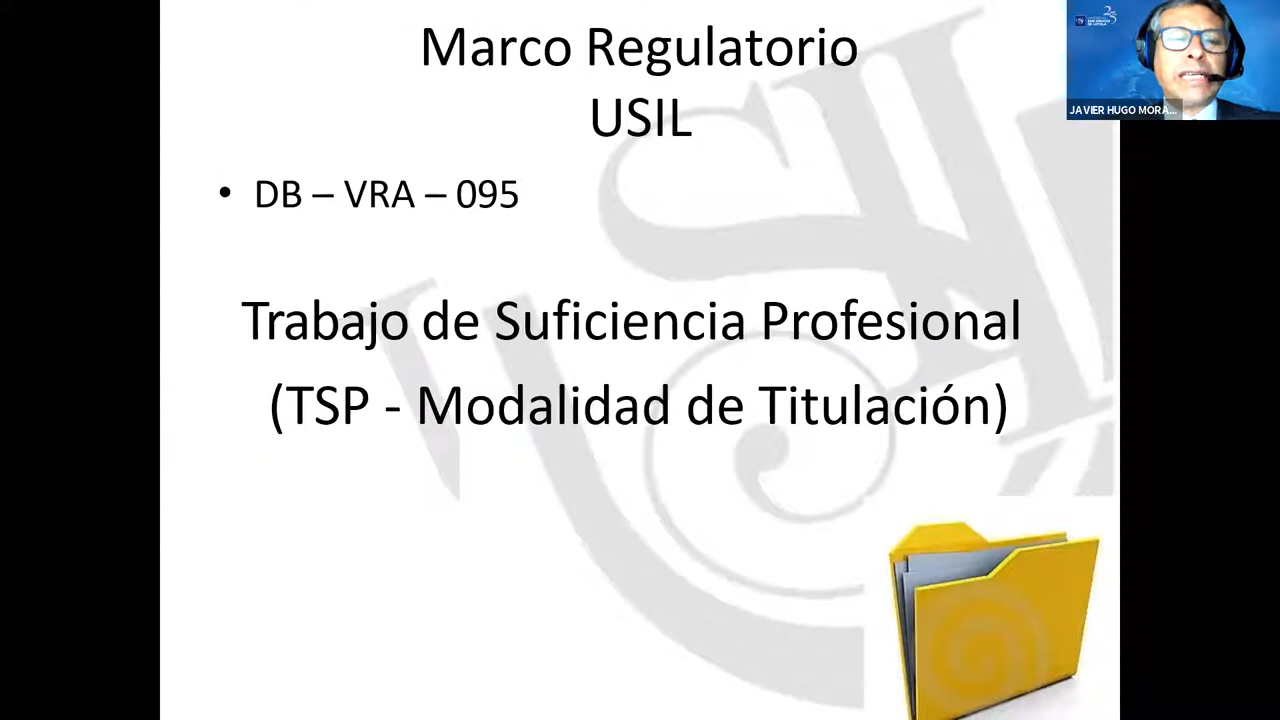 Marco Regulatorio
USIL
• DB – VRA – 095
Trabajo de Suficiencia Profesional
(TSP - Modalidad de Titulación)
JAVIER HUGO MORA...